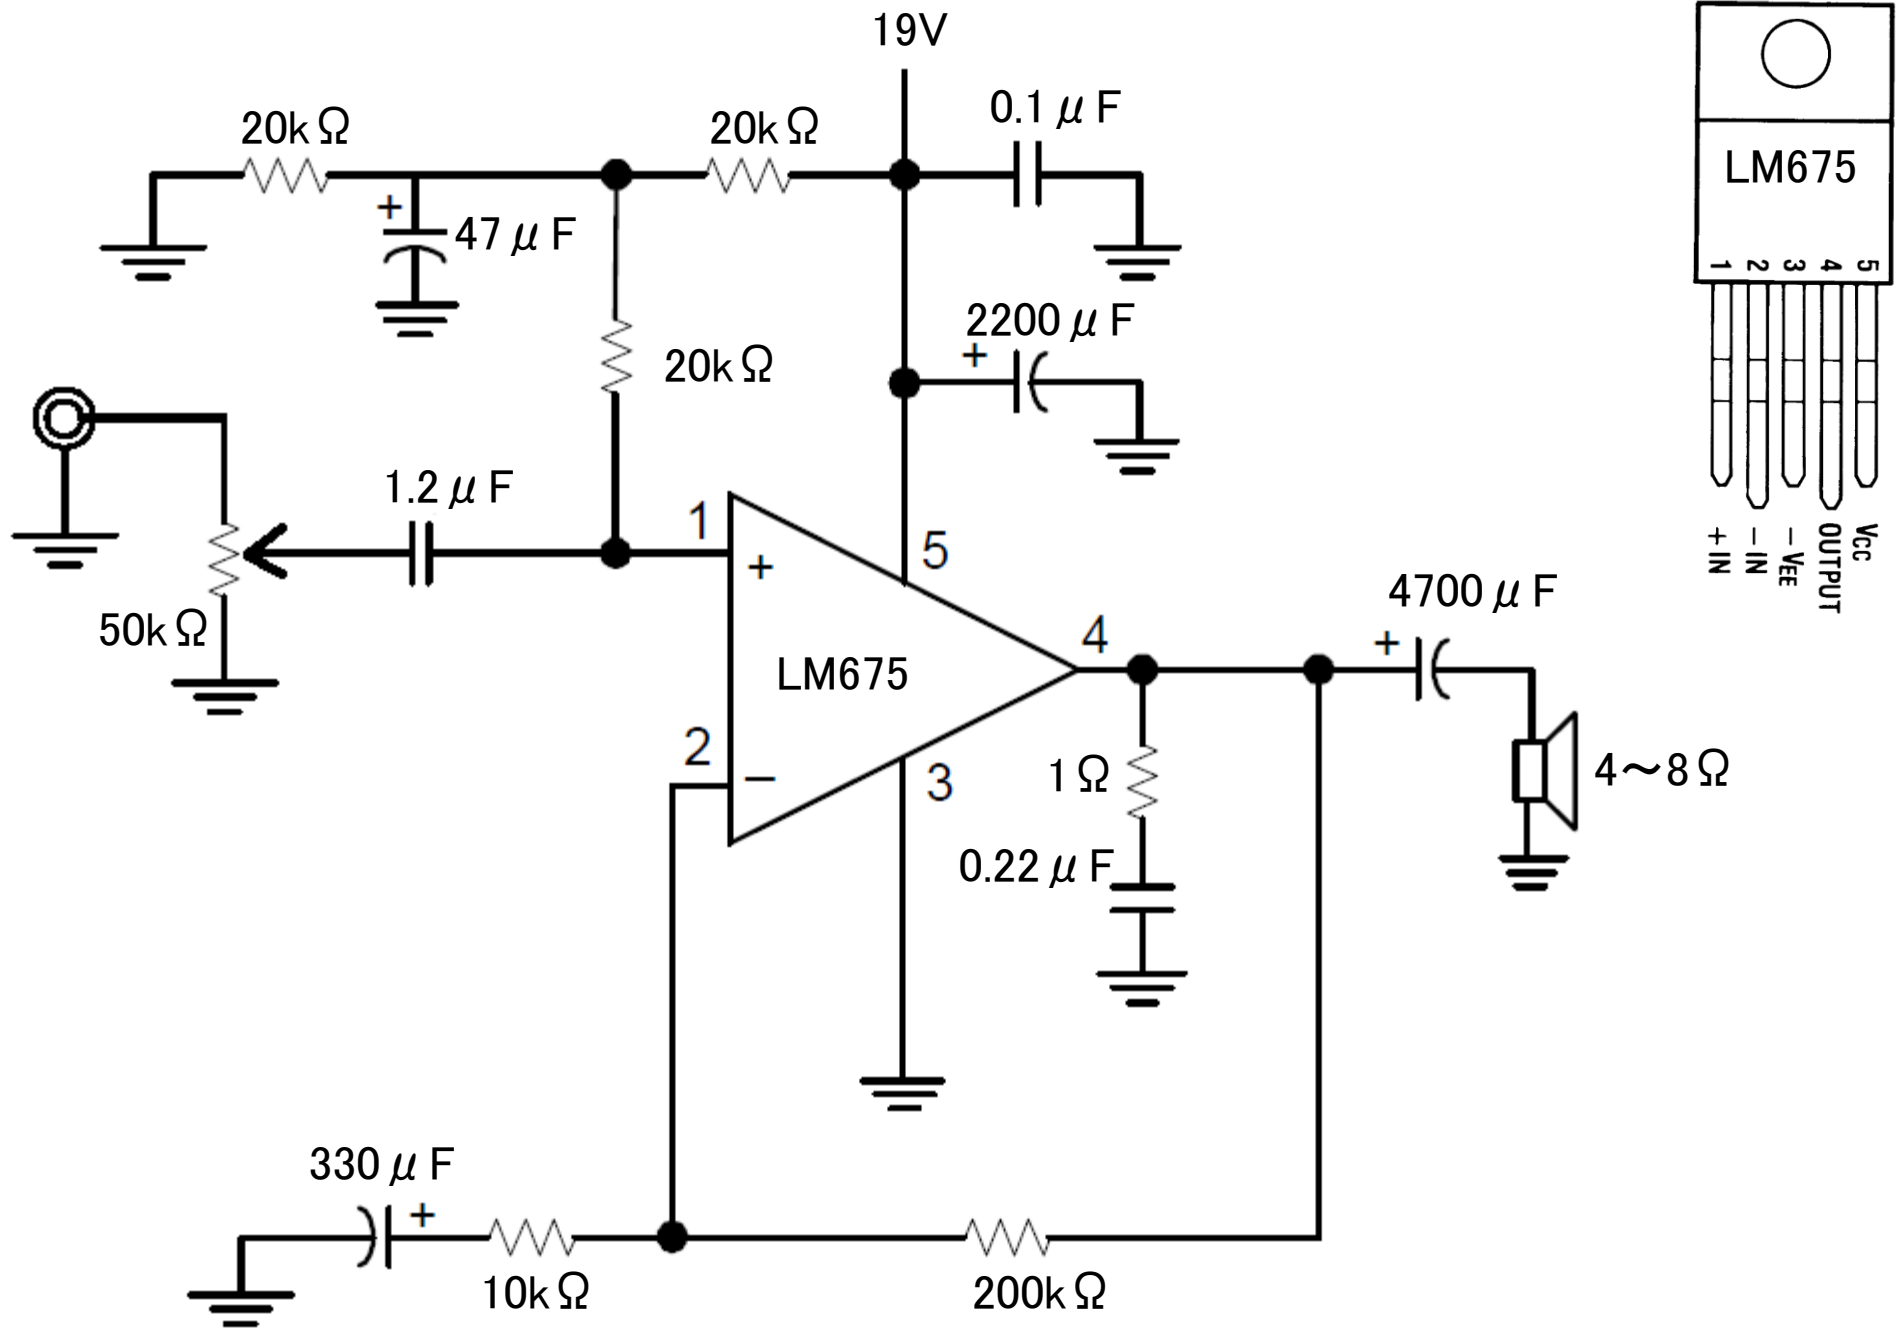 19V
20kΩ
20kΩ
0.1μF
+
47μF
2200μF
+
20kΩ
1.2μF
50kΩ
1
+
5
LM675
4
2
−
3
4700μF
+
1Ω
4～8Ω
0.22μF
330μF
+
10kΩ
200kΩ
LM675
1 2 3 4 5
+IN
−IN
−VEE
OUTPUT
VCC